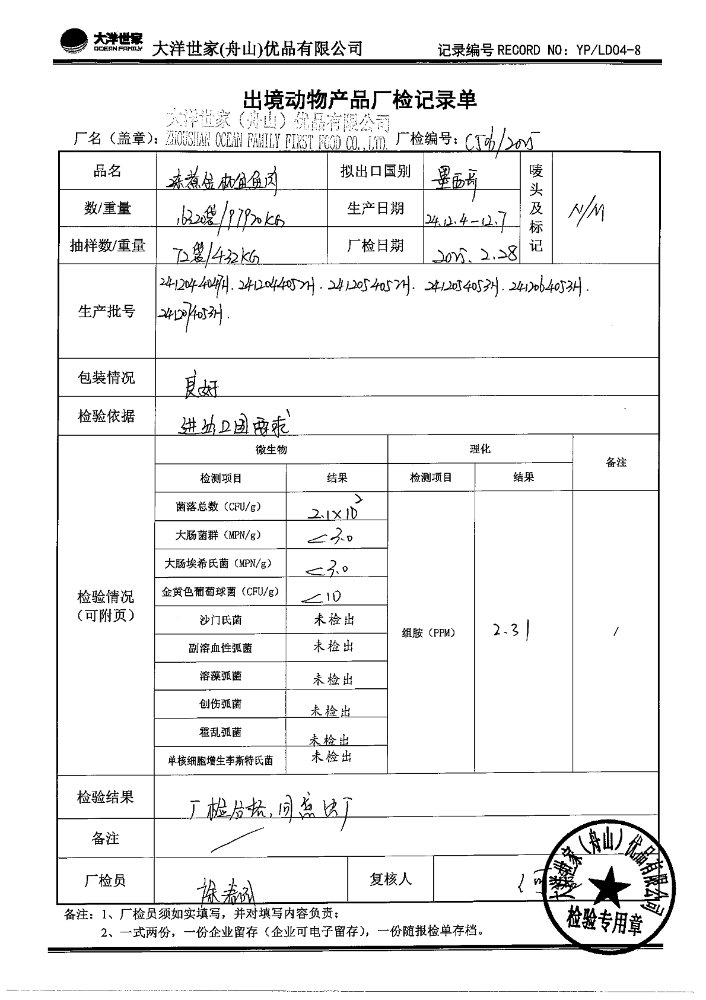 大洋世家
OCEAN FAMILY
大洋世家(舟山)优品有限公司
记录编号 RECORD NO: YP/LD04-8
出境动物产品厂检记录单
大洋世家（舟山）优品有限公司
厂名（盖章）: ZHOUSHAN OCEAN FAMILY FIRST FOOD CO.,LTD. 厂检编号: /2025
品名 冻煮金枪鱼鱼肉 拟出口国别 墨西哥 唛头及标记 N/M
数/重量 16320袋/97920KG 生产日期 24.12.4-12.7
抽样数/重量 72袋/432KG 厂检日期 2025.2.28
生产批号 2412044047H. 2412044052H. 2412054052H. 2412054053H. 2412064053H.
2412074053H.
包装情况 良好
检验依据 进出口国要求
检验情况（可附页） 微生物 理化 备注
检测项目 结果 检测项目 结果
菌落总数（CFU/g） 2.1×10²
大肠菌群（MPN/g） <3.0
大肠埃希氏菌（MPN/g） <3.0
金黄色葡萄球菌（CFU/g） <10
沙门氏菌 未检出 组胺（PPM） 2.31 /
副溶血性弧菌 未检出
溶藻弧菌 未检出
创伤弧菌 未检出
霍乱弧菌 未检出
单核细胞增生李斯特氏菌 未检出
检验结果 厂检合格，同意出厂
备注
厂检员 复核人
大洋世家（舟山）优品有限公司
检验专用章
备注：1、厂检员须如实填写，并对填写内容负责；
2、一式两份，一份企业留存（企业可电子留存），一份随报检单存档。